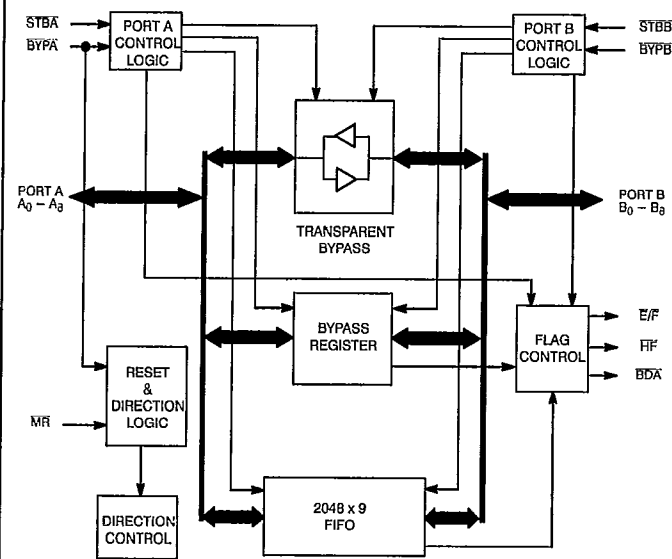 STBA
BYPA
PORT A
CONTROL
LOGIC
PORT B
CONTROL
LOGIC
STBB
BYPB
PORT A
A0 – A8
TRANSPARENT
BYPASS
PORT B
B0 – B8
BYPASS
REGISTER
FLAG
CONTROL
E/F
HF
BDA
RESET
&
DIRECTION
LOGIC
MR
DIRECTION
CONTROL
2048 x 9
FIFO